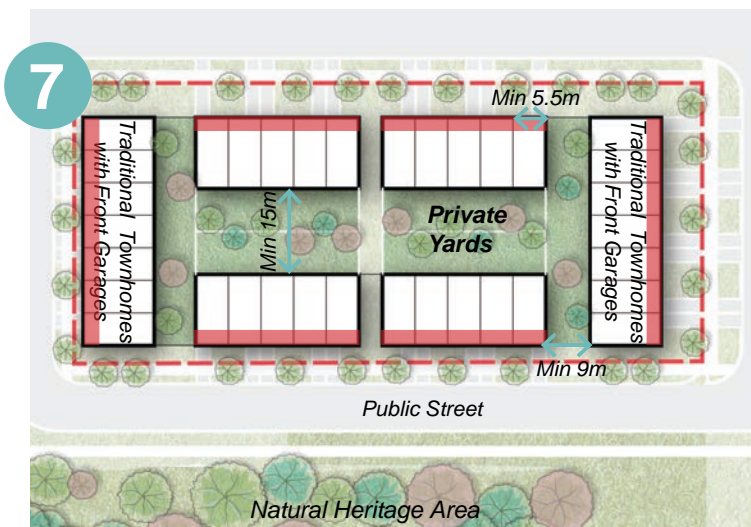 7
Min 5.5m
Traditional Townhomes
with Front Garages
Min 15m
Private
Yards
Traditional Townhomes
with Front Garages
Min 9m
Public Street
Natural Heritage Area